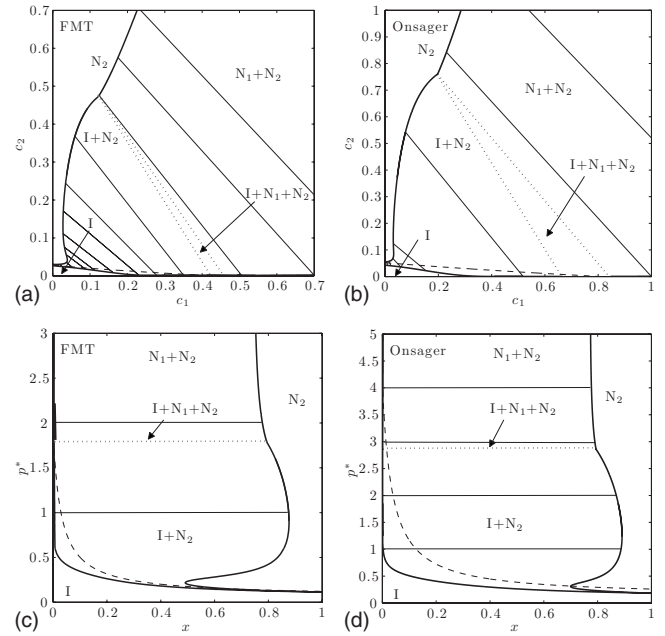 FMT
0.7
0.6
0.5
0.4
0.3
0.2
0.1
0
c₂
N₂
N₁+N₂
I+N₂
I+N₁+N₂
I
0 0.1 0.2 0.3 0.4 0.5 0.6 0.7
c₁
(a)
Onsager
1
0.9
0.8
0.7
0.6
0.5
0.4
0.3
0.2
0.1
0
c₂
N₂
N₁+N₂
I+N₂
I+N₁+N₂
I
0 0.2 0.4 0.6 0.8 1
c₁
(b)
FMT
3
2.5
2
1.5
1
0.5
0
p*
N₁+N₂
N₂
I+N₁+N₂
I+N₂
I
0 0.2 0.4 0.6 0.8 1
x
(c)
Onsager
5
4.5
4
3.5
3
2.5
2
1.5
1
0.5
0
p*
N₁+N₂
N₂
I+N₁+N₂
I+N₂
I
0 0.2 0.4 0.6 0.8 1
x
(d)